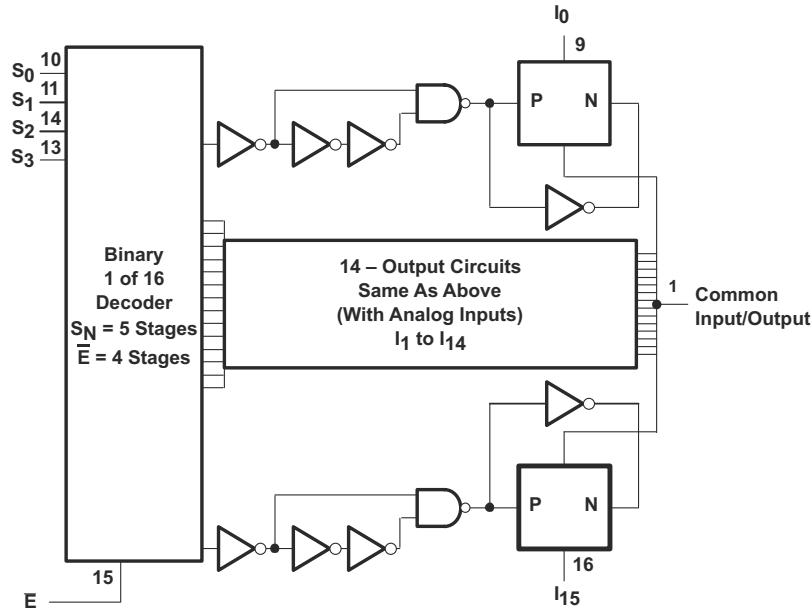 I0
9
10
S0
11
S1
14
S2
13
S3
P N
Binary
1 of 16
Decoder
SN = 5 Stages
E̅ = 4 Stages
14 – Output Circuits
Same As Above
(With Analog Inputs)
I1 to I14
1
Common
Input/Output
P N
15
E̅
16
I15